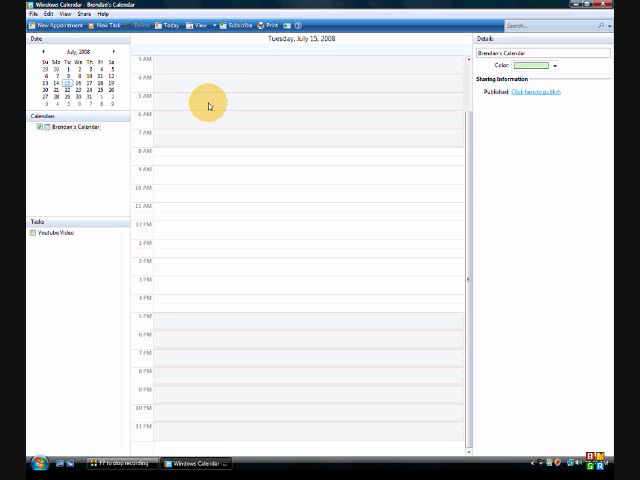 Windows Calendar - Brendan's Calendar
File Edit View Share Help
New Appointment New Task Delete Today View Subscribe Print
Search...
Date
July, 2008
Su Mo Tu We Th Fr Sa
29 30 1 2 3 4 5
6 7 8 9 10 11 12
13 14 15 16 17 18 19
20 21 22 23 24 25 26
27 28 29 30 31 1 2
3 4 5 6 7 8 9
Calendars
Brendan's Calendar
Tasks
Youtube Video
Tuesday, July 15, 2008
3 AM
4 AM
5 AM
6 AM
7 AM
8 AM
9 AM
10 AM
11 AM
12 PM
1 PM
2 PM
3 PM
4 PM
5 PM
6 PM
7 PM
8 PM
9 PM
10 PM
11 PM
Details
Brendan's Calendar
Color:
Sharing Information
Published: Click here to publish
F7 to stop recording
Windows Calendar - ...